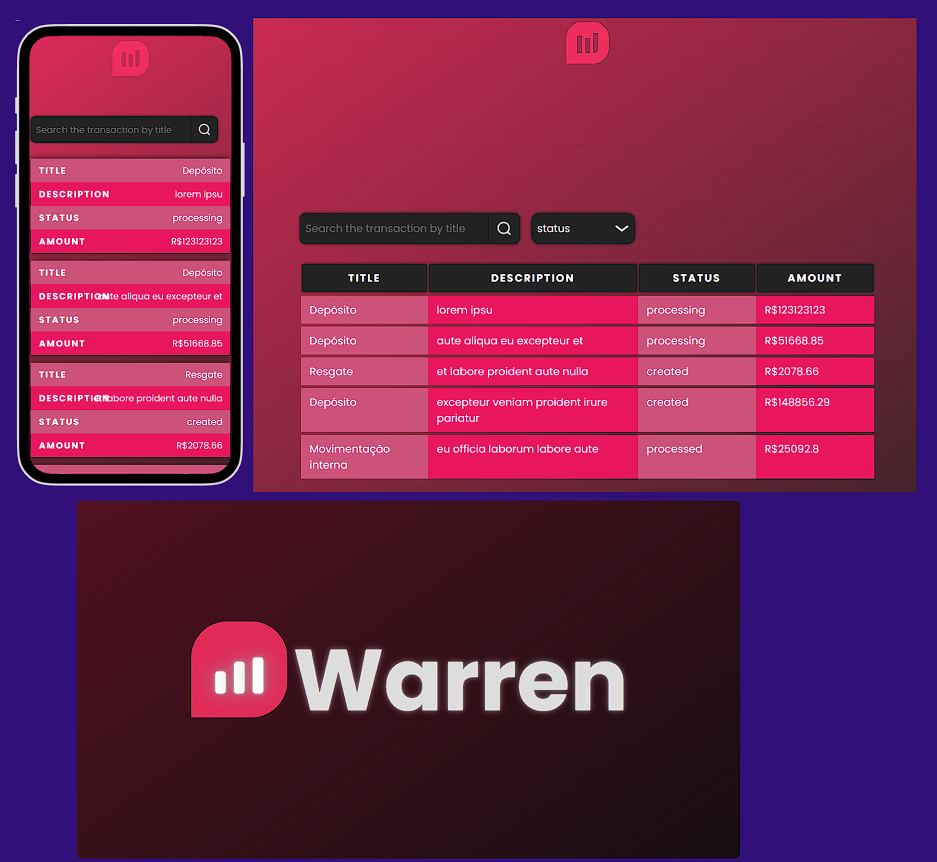 Search the transaction by title
TITLE Depósito
DESCRIPTION lorem ipsu
STATUS processing
AMOUNT R$123123123
TITLE Depósito
DESCRIPTION aute aliqua eu excepteur et
STATUS processing
AMOUNT R$51668.85
TITLE Resgate
DESCRIPTION et labore proident aute nulla
STATUS created
AMOUNT R$2078.66
Search the transaction by title status
TITLE DESCRIPTION STATUS AMOUNT
Depósito lorem ipsu processing R$123123123
Depósito aute aliqua eu excepteur et processing R$51668.85
Resgate et labore proident aute nulla created R$2078.66
Depósito excepteur veniam proident irure created R$148856.29
pariatur
Movimentação eu officia laborum labore aute processed R$25092.8
interna
Warren